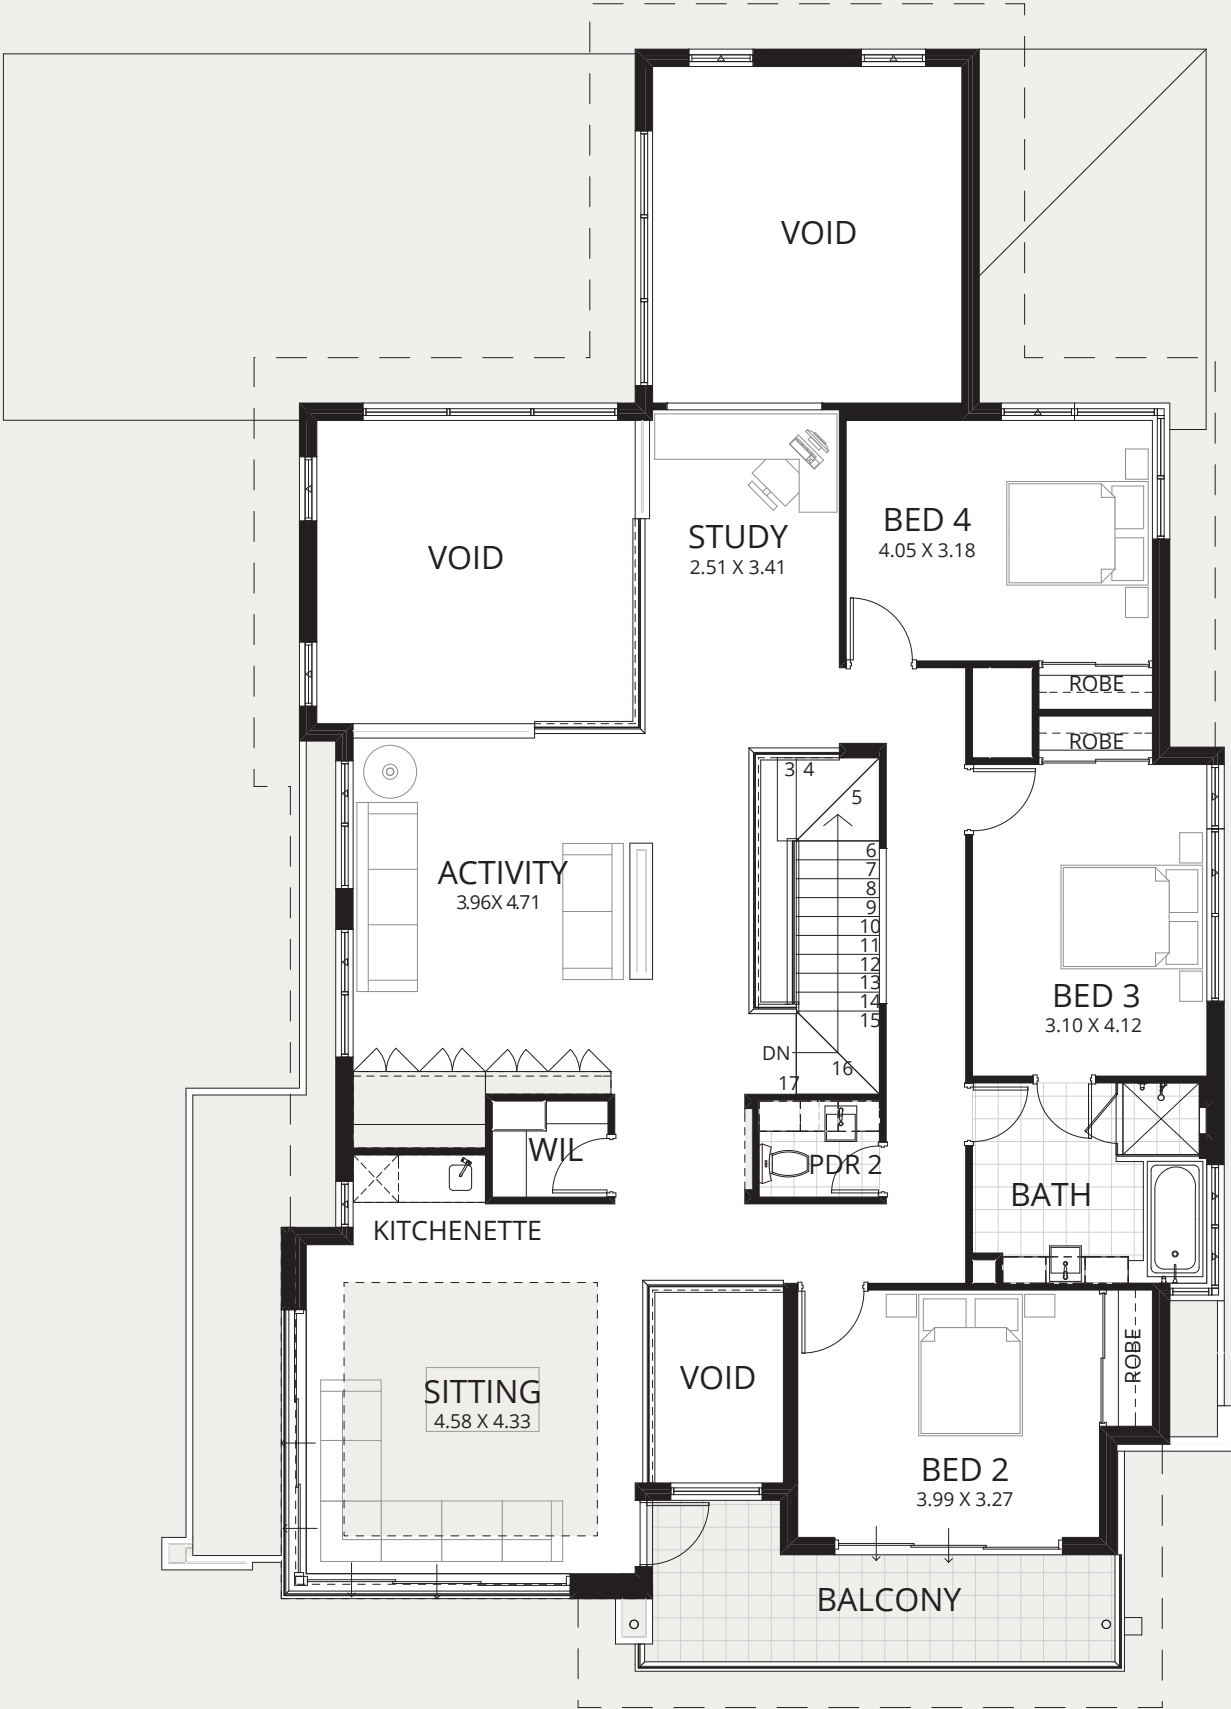 VOID
BED 4
4.05 X 3.18
STUDY
2.51 X 3.41
VOID
ROBE
ROBE
3 4
5
6
7
8
9
10
11
12
13
14
15
DN
16
17
ACTIVITY
3.96X 4.71
BED 3
3.10 X 4.12
WIL
PDR 2
BATH
KITCHENETTE
VOID
ROBE
SITTING
4.58 X 4.33
BED 2
3.99 X 3.27
BALCONY